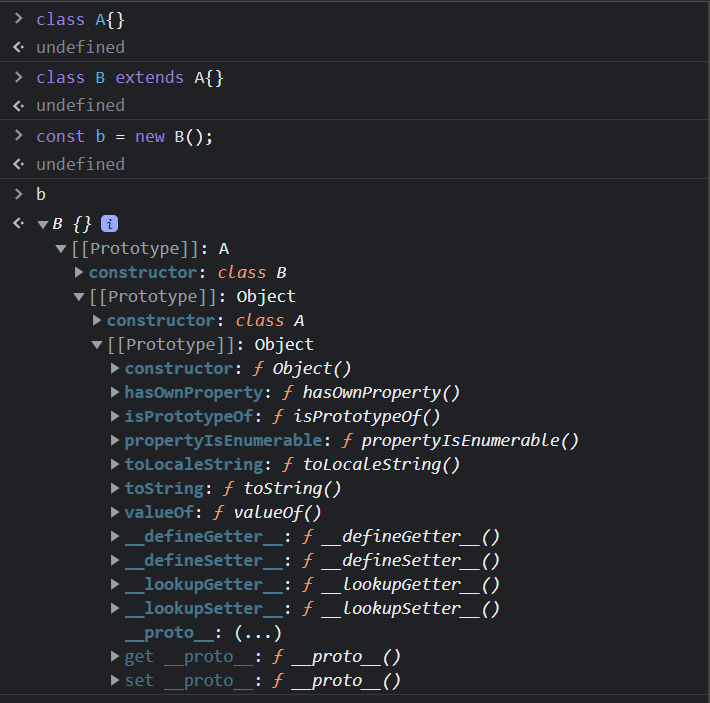 > class A{}
< undefined
> class B extends A{}
< undefined
> const b = new B();
< undefined
> b
< ▼ B {} i
▼ [[Prototype]]: A
▶ constructor: class B
▼ [[Prototype]]: Object
▶ constructor: class A
▼ [[Prototype]]: Object
▶ constructor: ƒ Object()
▶ hasOwnProperty: ƒ hasOwnProperty()
▶ isPrototypeOf: ƒ isPrototypeOf()
▶ propertyIsEnumerable: ƒ propertyIsEnumerable()
▶ toLocaleString: ƒ toLocaleString()
▶ toString: ƒ toString()
▶ valueOf: ƒ valueOf()
▶ __defineGetter__: ƒ __defineGetter__()
▶ __defineSetter__: ƒ __defineSetter__()
▶ __lookupGetter__: ƒ __lookupGetter__()
▶ __lookupSetter__: ƒ __lookupSetter__()
__proto__: (...)
▶ get __proto__: ƒ __proto__()
▶ set __proto__: ƒ __proto__()